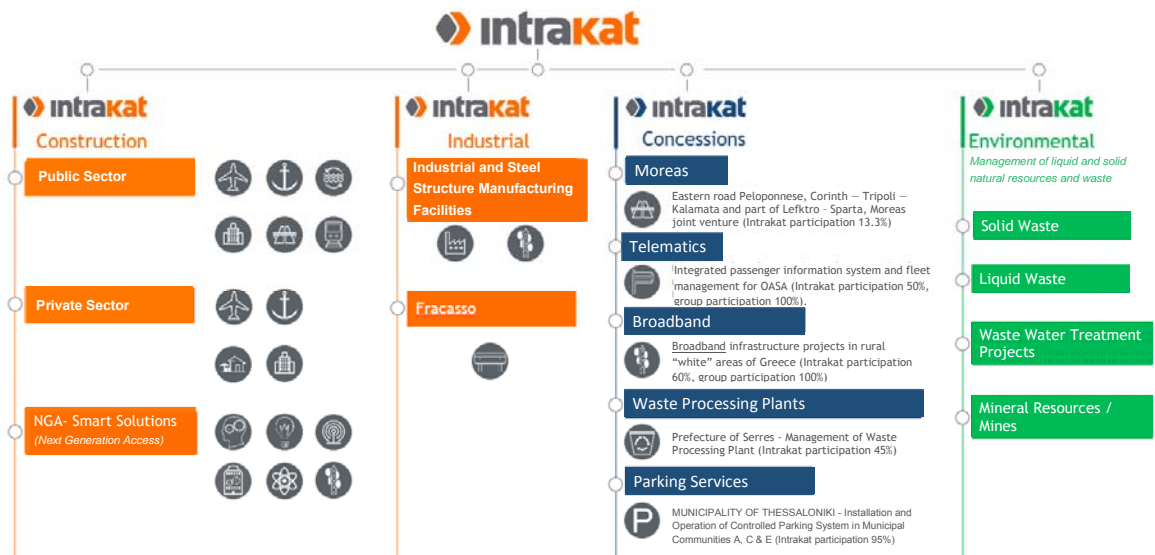 intrakat
intrakat
Construction
Public Sector
Private Sector
NGA- Smart Solutions
(Next Generation Access)
intrakat
Industrial
Industrial and Steel
Structure Manufacturing
Facilities
Fracasso
intrakat
Concessions
Moreas
Eastern road Peloponnese, Corinth — Tripoli —
Kalamata and part of Lefktro - Sparta, Moreas
joint venture (Intrakat participation 13.3%)
Telematics
Integrated passenger information system and fleet
management for OASA (Intrakat participation 50%,
group participation 100%).
Broadband
Broadband infrastructure projects in rural
“white” areas of Greece (Intrakat participation
60%, group participation 100%)
Waste Processing Plants
Prefecture of Serres - Management of Waste
Processing Plant (Intrakat participation 45%)
Parking Services
P
MUNICIPALITY OF THESSALONIKI - Installation and
Operation of Controlled Parking System in Municipal
Communities A, C & E (Intrakat participation 95%)
intrakat
Environmental
Management of liquid and solid
natural resources and waste
Solid Waste
Liquid Waste
Waste Water Treatment
Projects
Mineral Resources /
Mines